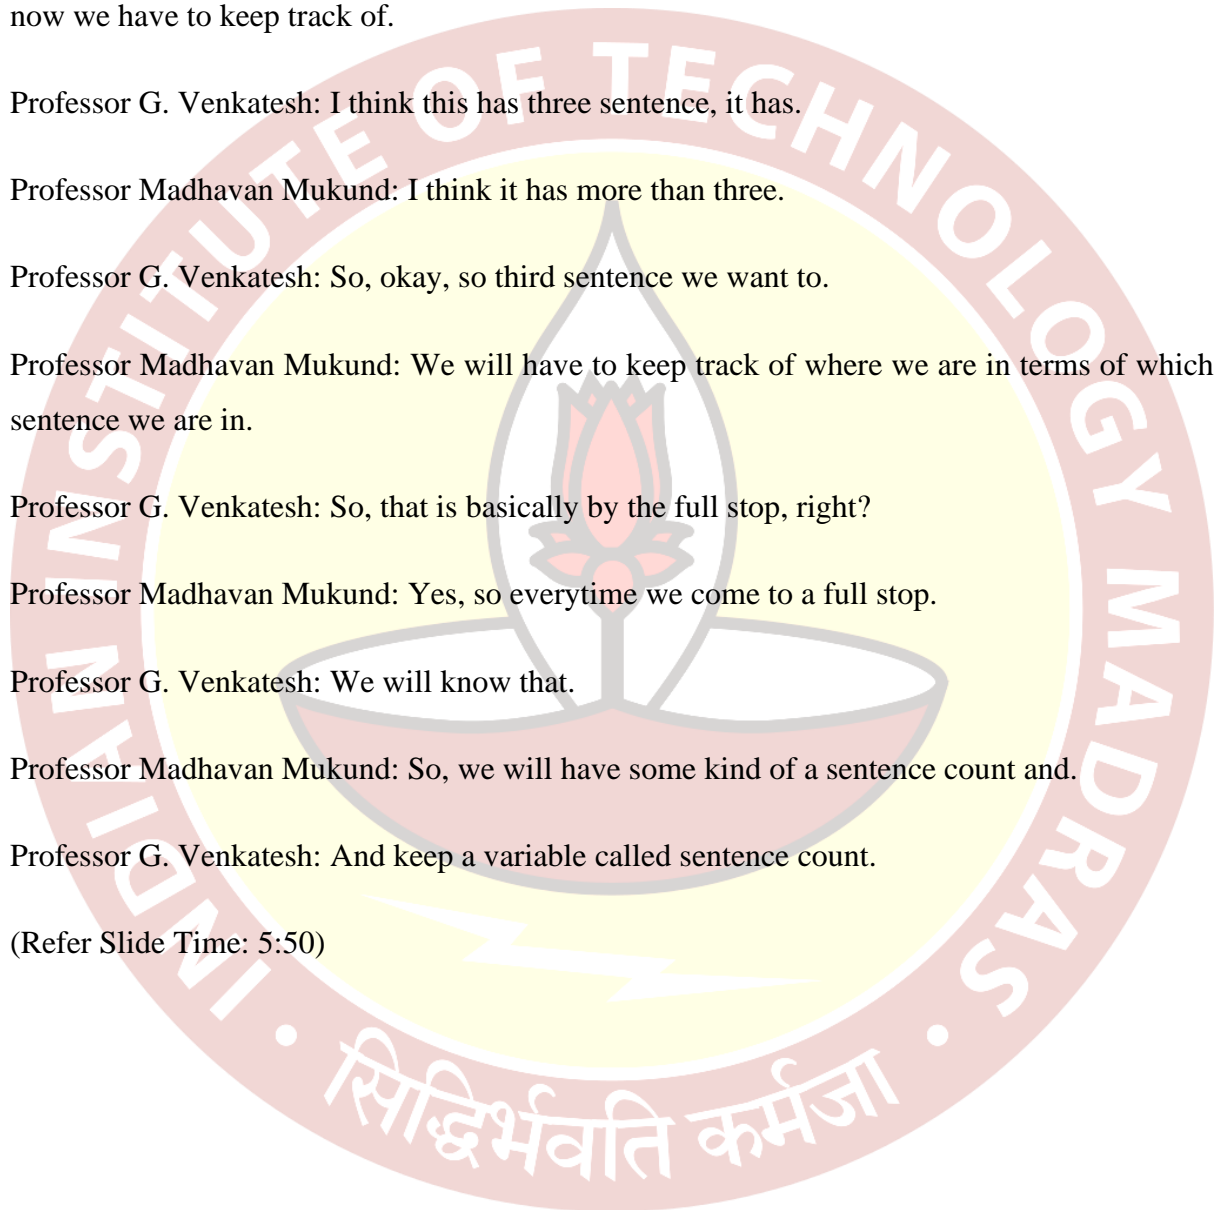 now we have to keep track of.
Professor G. Venkatesh: I think this has three sentence, it has.
Professor Madhavan Mukund: I think it has more than three.
Professor G. Venkatesh: So, okay, so third sentence we want to.
Professor Madhavan Mukund: We will have to keep track of where we are in terms of which
sentence we are in.
Professor G. Venkatesh: So, that is basically by the full stop, right?
Professor Madhavan Mukund: Yes, so everytime we come to a full stop.
Professor G. Venkatesh: We will know that.
Professor Madhavan Mukund: So, we will have some kind of a sentence count and.
Professor G. Venkatesh: And keep a variable called sentence count.
(Refer Slide Time: 5:50)
INDIAN INSTITUTE OF TECHNOLOGY MADRAS
सिद्धिर्भवति कर्मजा